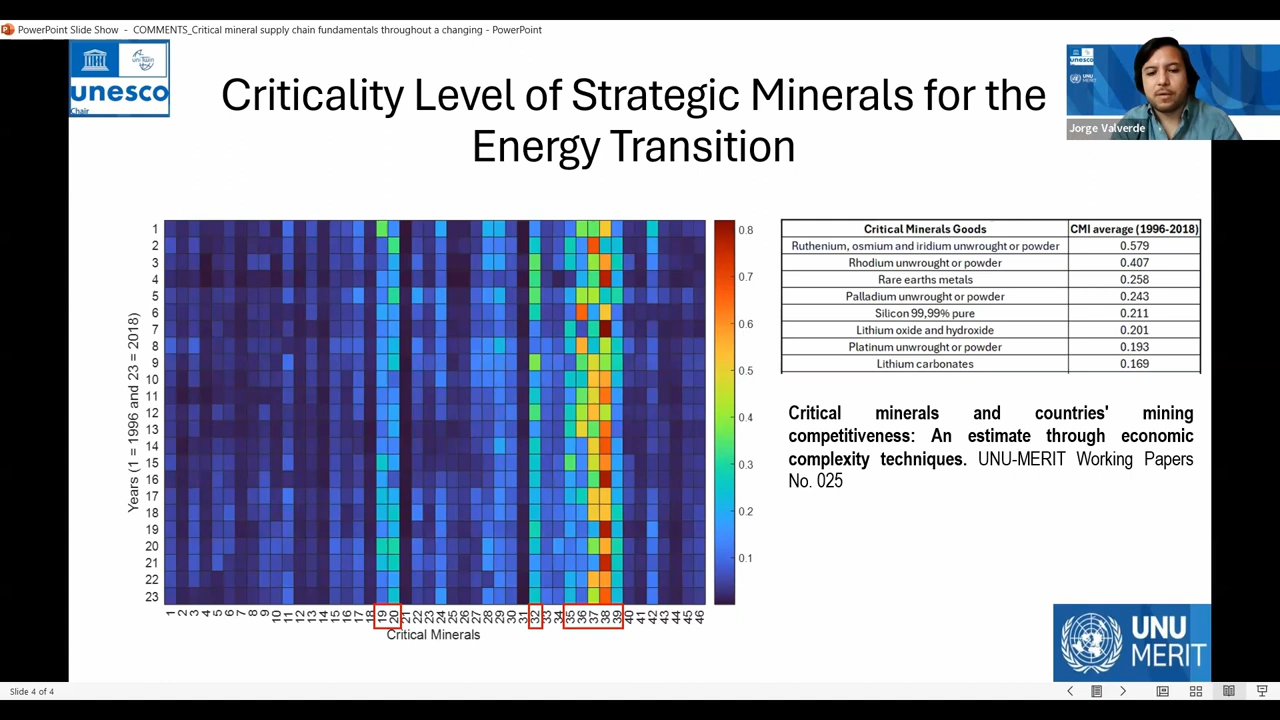 PowerPoint Slide Show - COMMENTS_Critical mineral supply chain fundamentals throughout a changing - PowerPoint
unesco
uni Twin
Chair
Criticality Level of Strategic Minerals for the
Energy Transition
unesco
UNU
MERIT
Jorge Valverde
Years (1 = 1996 and 23 = 2018)
1
2
3
4
5
6
7
8
9
10
11
12
13
14
15
16
17
18
19
20
21
22
23
1 2 3 4 5 6 7 8 9 10 11 12 13 14 15 16 17 18 19 20 21 22 23 24 25 26 27 28 29 30 31 32 33 34 35 36 37 38 39 40 41 42 43 44 45 46
Critical Minerals
0.8
0.7
0.6
0.5
0.4
0.3
0.2
0.1
Critical Minerals Goods CMI average (1996-2018)
Ruthenium, osmium and iridium unwrought or powder 0.579
Rhodium unwrought or powder 0.407
Rare earths metals 0.258
Palladium unwrought or powder 0.243
Silicon 99,99% pure 0.211
Lithium oxide and hydroxide 0.201
Platinum unwrought or powder 0.193
Lithium carbonates 0.169
Critical minerals and countries' mining
competitiveness: An estimate through economic
complexity techniques. UNU-MERIT Working Papers
No. 025
UNU
MERIT
Slide 4 of 4